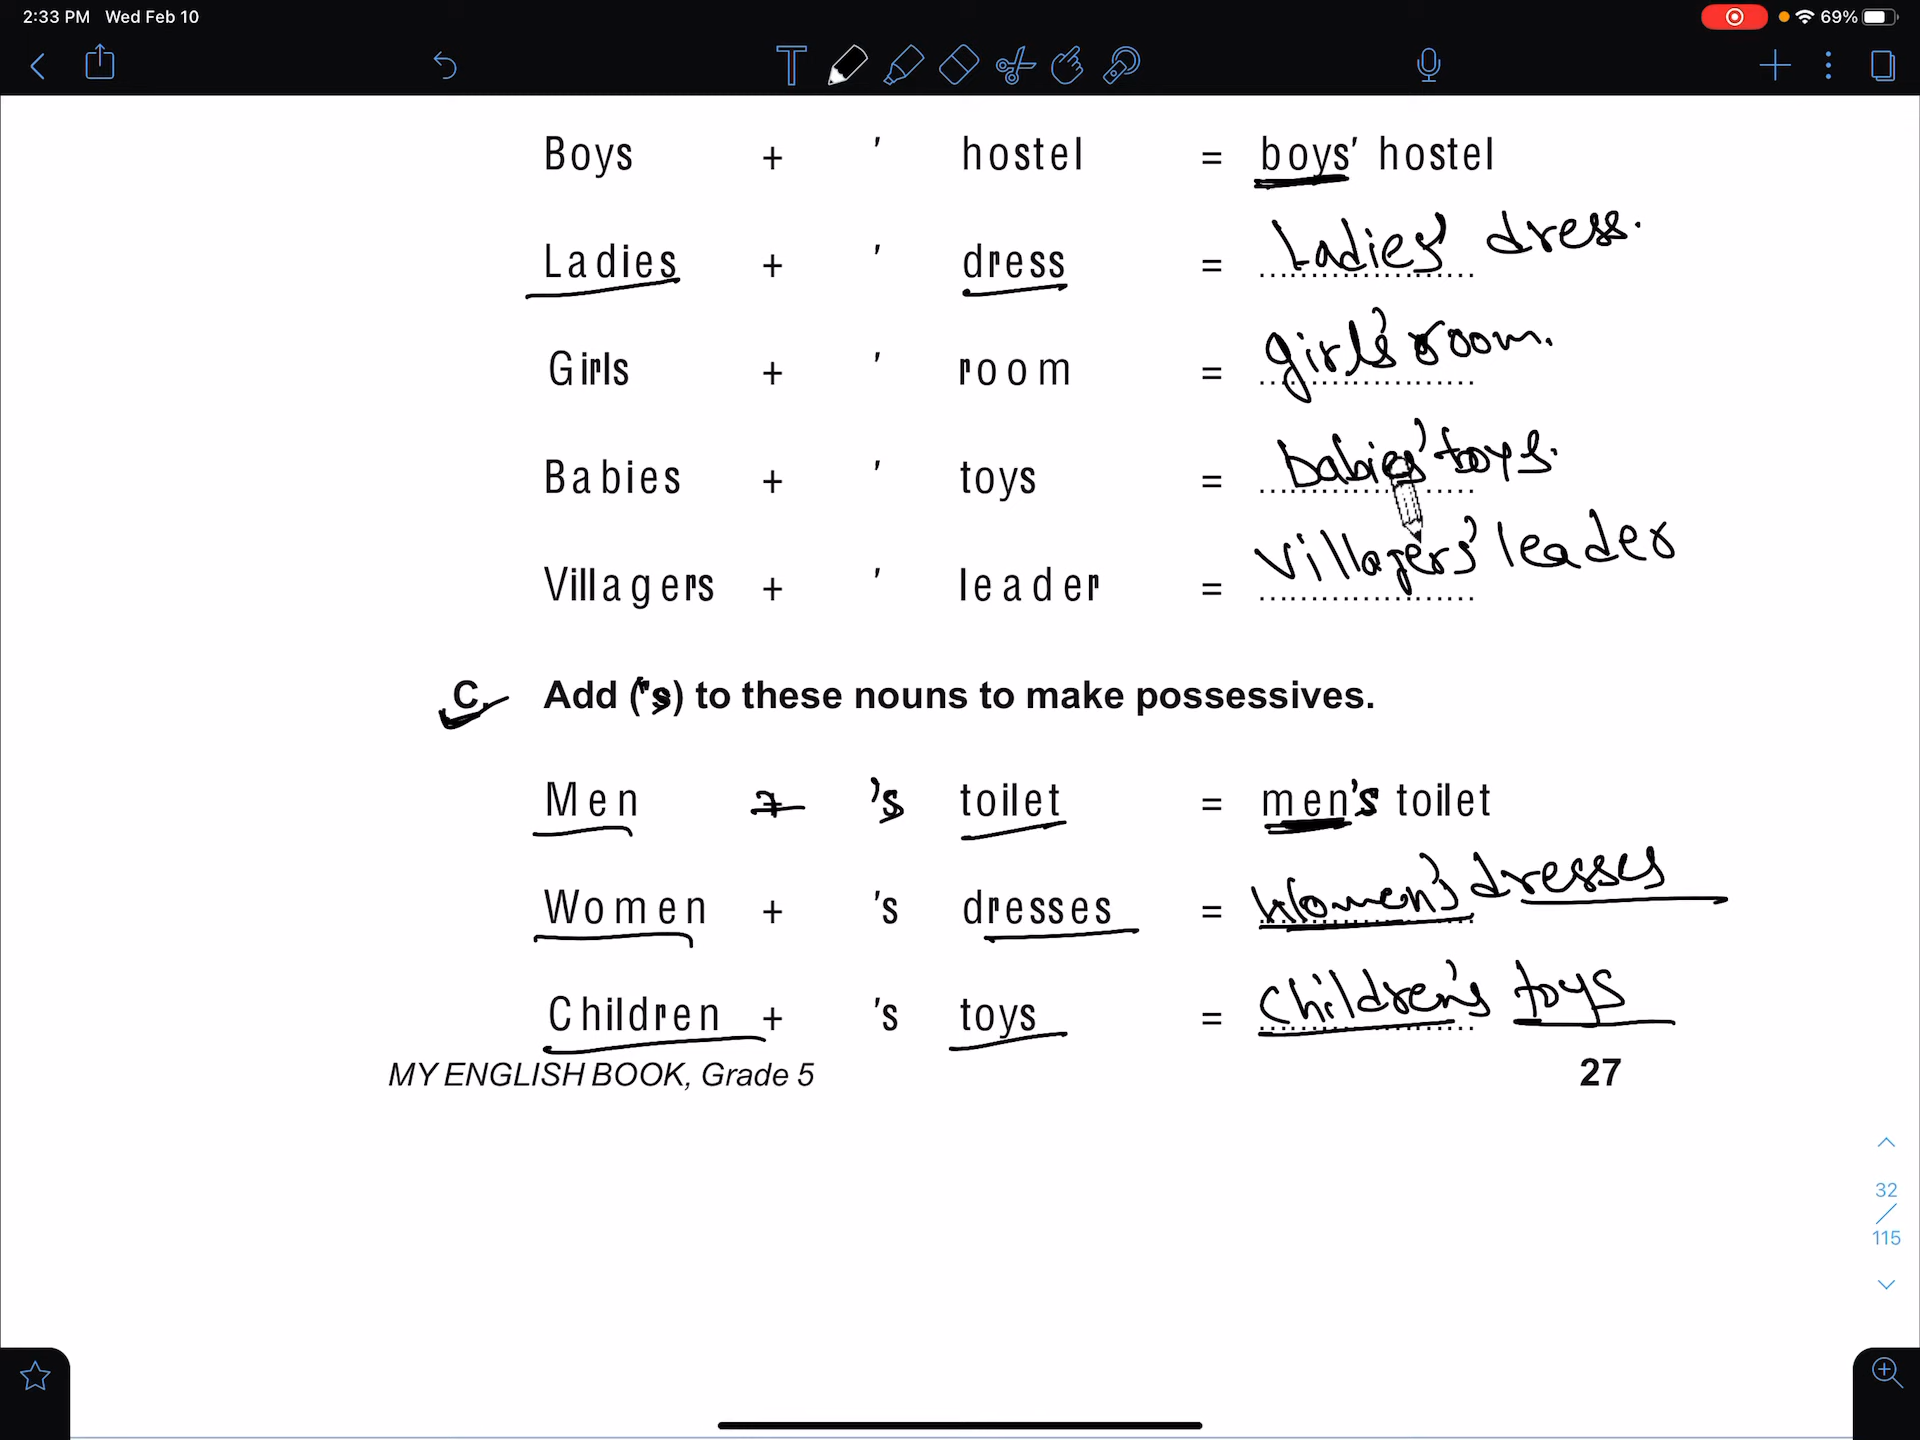 2:33 PM Wed Feb 10 69%
Boys + ' hostel = boys' hostel
Ladies + ' dress = Ladies' dress.
Girls + ' room = girls' room.
Babies + ' toys = babies' toys.
Villagers + ' leader = Villagers' leader
C. Add ('s) to these nouns to make possessives.
Men + 's toilet = men's toilet
Women + 's dresses = Women's dresses
Children + 's toys = Children's toys
MY ENGLISH BOOK, Grade 5 27
32
/
115